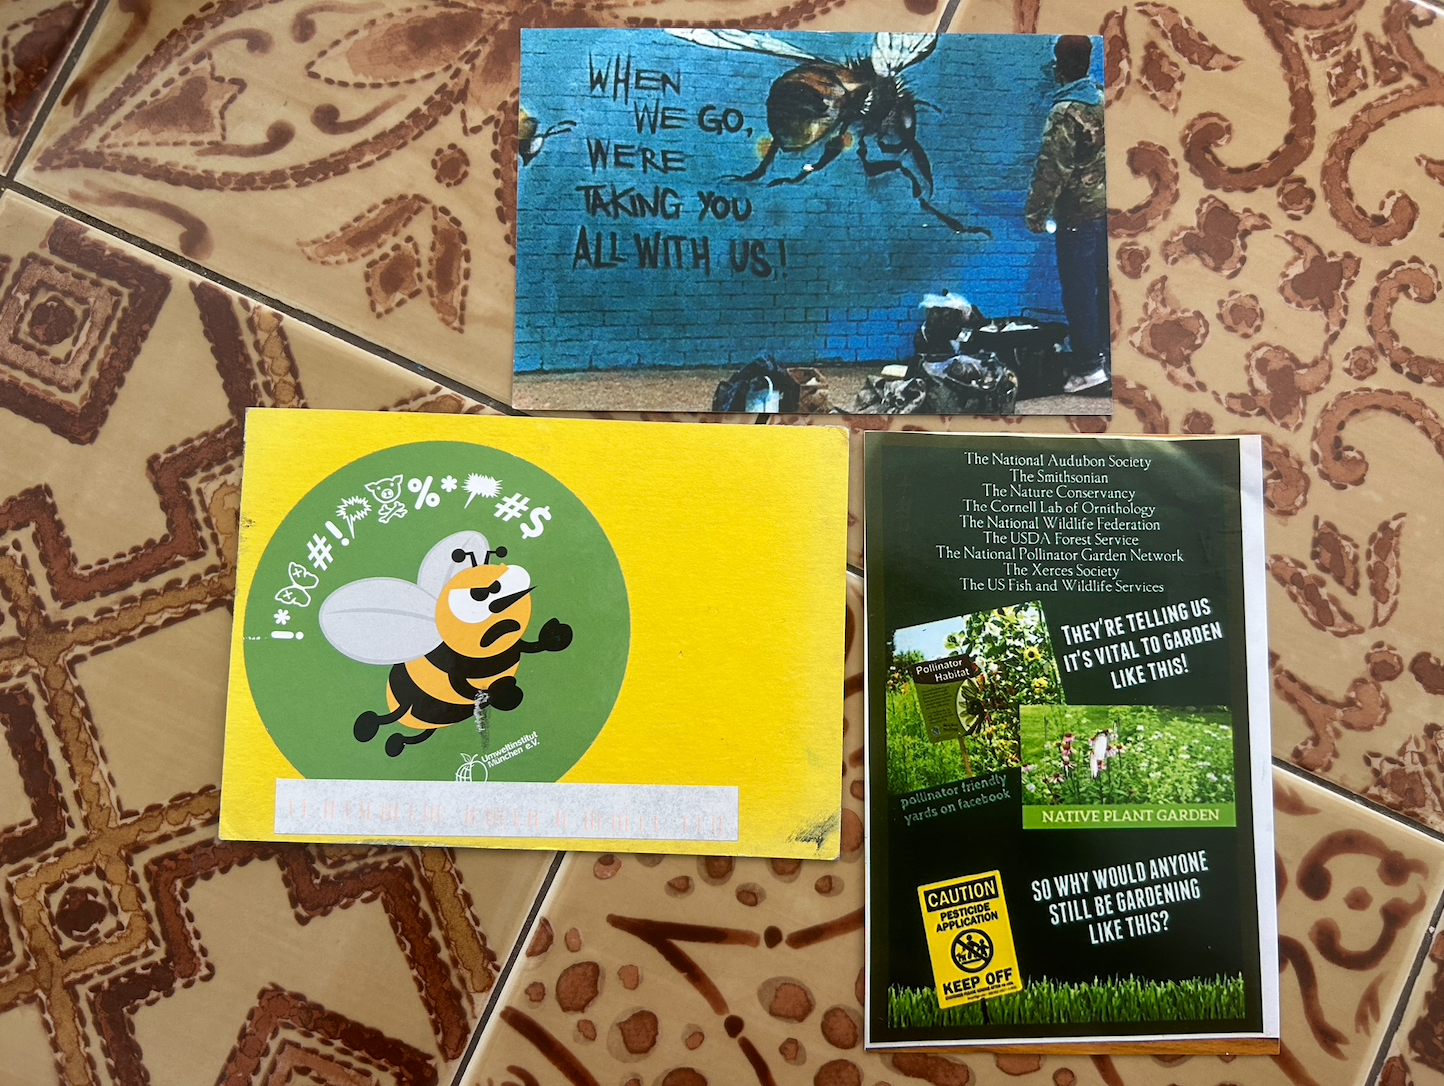 WHEN
WE GO,
WE'RE
TAKING YOU
ALL WITH US!
!*#!!%*#$
Umweltinstitut
München e.V.
The National Audubon Society
The Smithsonian
The Nature Conservancy
The Cornell Lab of Ornithology
The National Wildlife Federation
The USDA Forest Service
The National Pollinator Garden Network
The Xerces Society
The US Fish and Wildlife Services
THEY'RE TELLING US
IT'S VITAL TO GARDEN
LIKE THIS!
Pollinator
Habitat
pollinator friendly
yards on facebook
NATIVE PLANT GARDEN
SO WHY WOULD ANYONE
STILL BE GARDENING
LIKE THIS?
CAUTION
PESTICIDE
APPLICATION
KEEP OFF